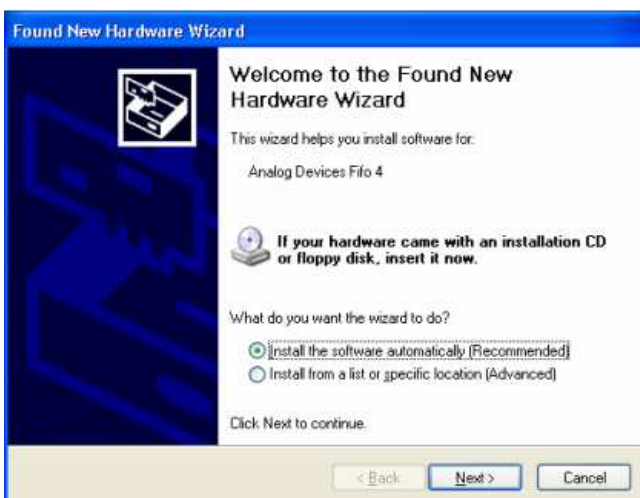 Found New Hardware Wizard
Welcome to the Found New
Hardware Wizard
This wizard helps you install software for:
Analog Devices Fifo 4
If your hardware came with an installation CD
or floppy disk, insert it now.
What do you want the wizard to do?
Install the software automatically (Recommended)
Install from a list or specific location (Advanced)
Click Next to continue.
< Back Next > Cancel